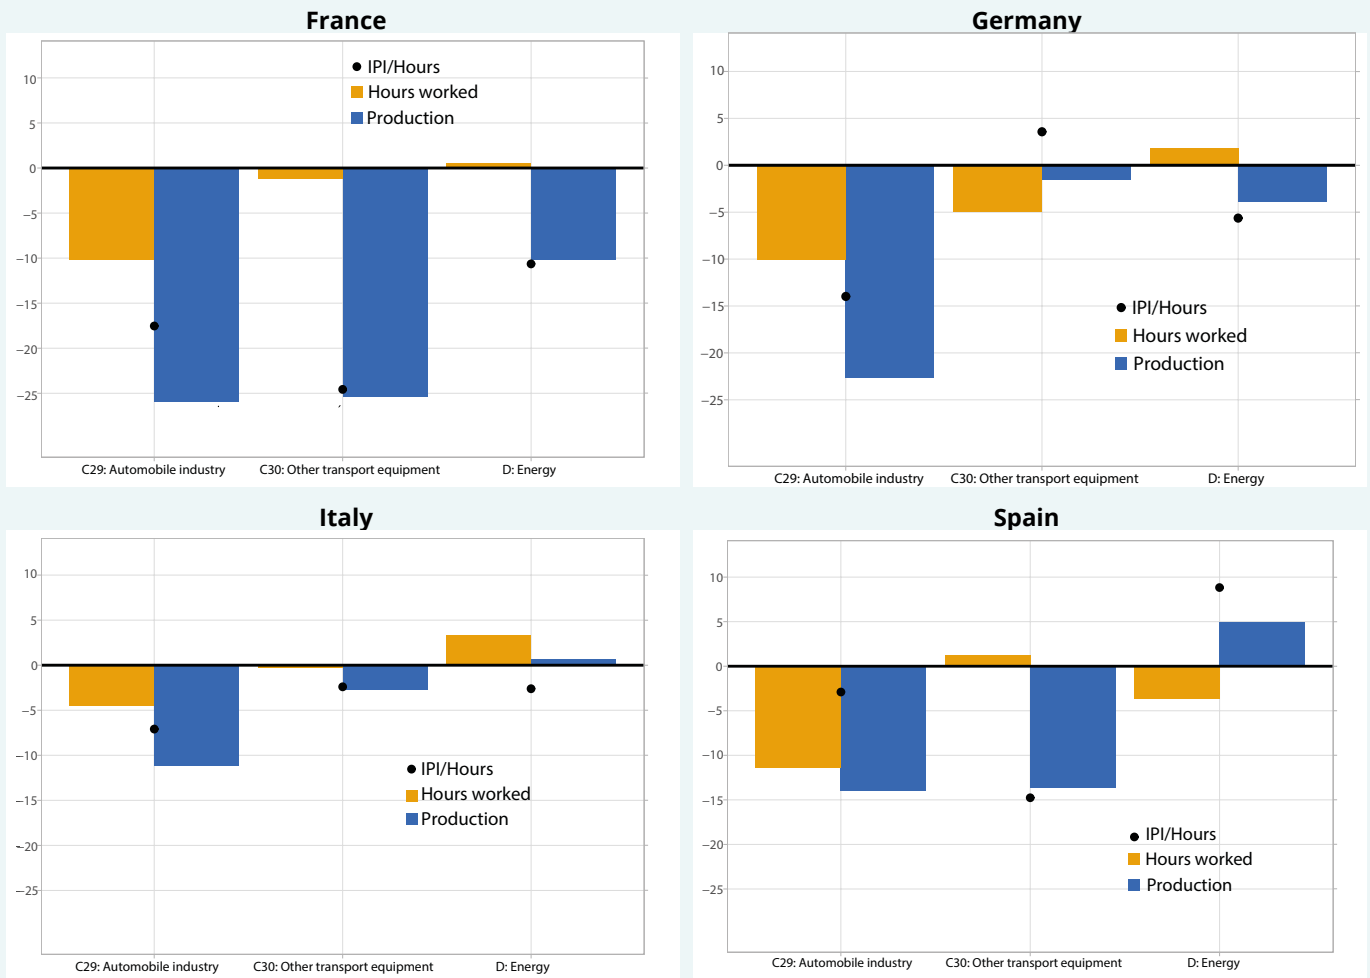 France
10
5
0
−5
−10
−15
−20
−25
IPI/Hours
Hours worked
Production
C29: Automobile industry
C30: Other transport equipment
D: Energy
Germany
10
5
0
−5
−10
−15
−20
−25
IPI/Hours
Hours worked
Production
C29: Automobile industry
C30: Other transport equipment
D: Energy
Italy
10
5
0
−5
−10
−15
−20
−25
IPI/Hours
Hours worked
Production
C29: Automobile industry
C30: Other transport equipment
D: Energy
Spain
10
5
0
−5
−10
−15
−20
−25
IPI/Hours
Hours worked
Production
C29: Automobile industry
C30: Other transport equipment
D: Energy